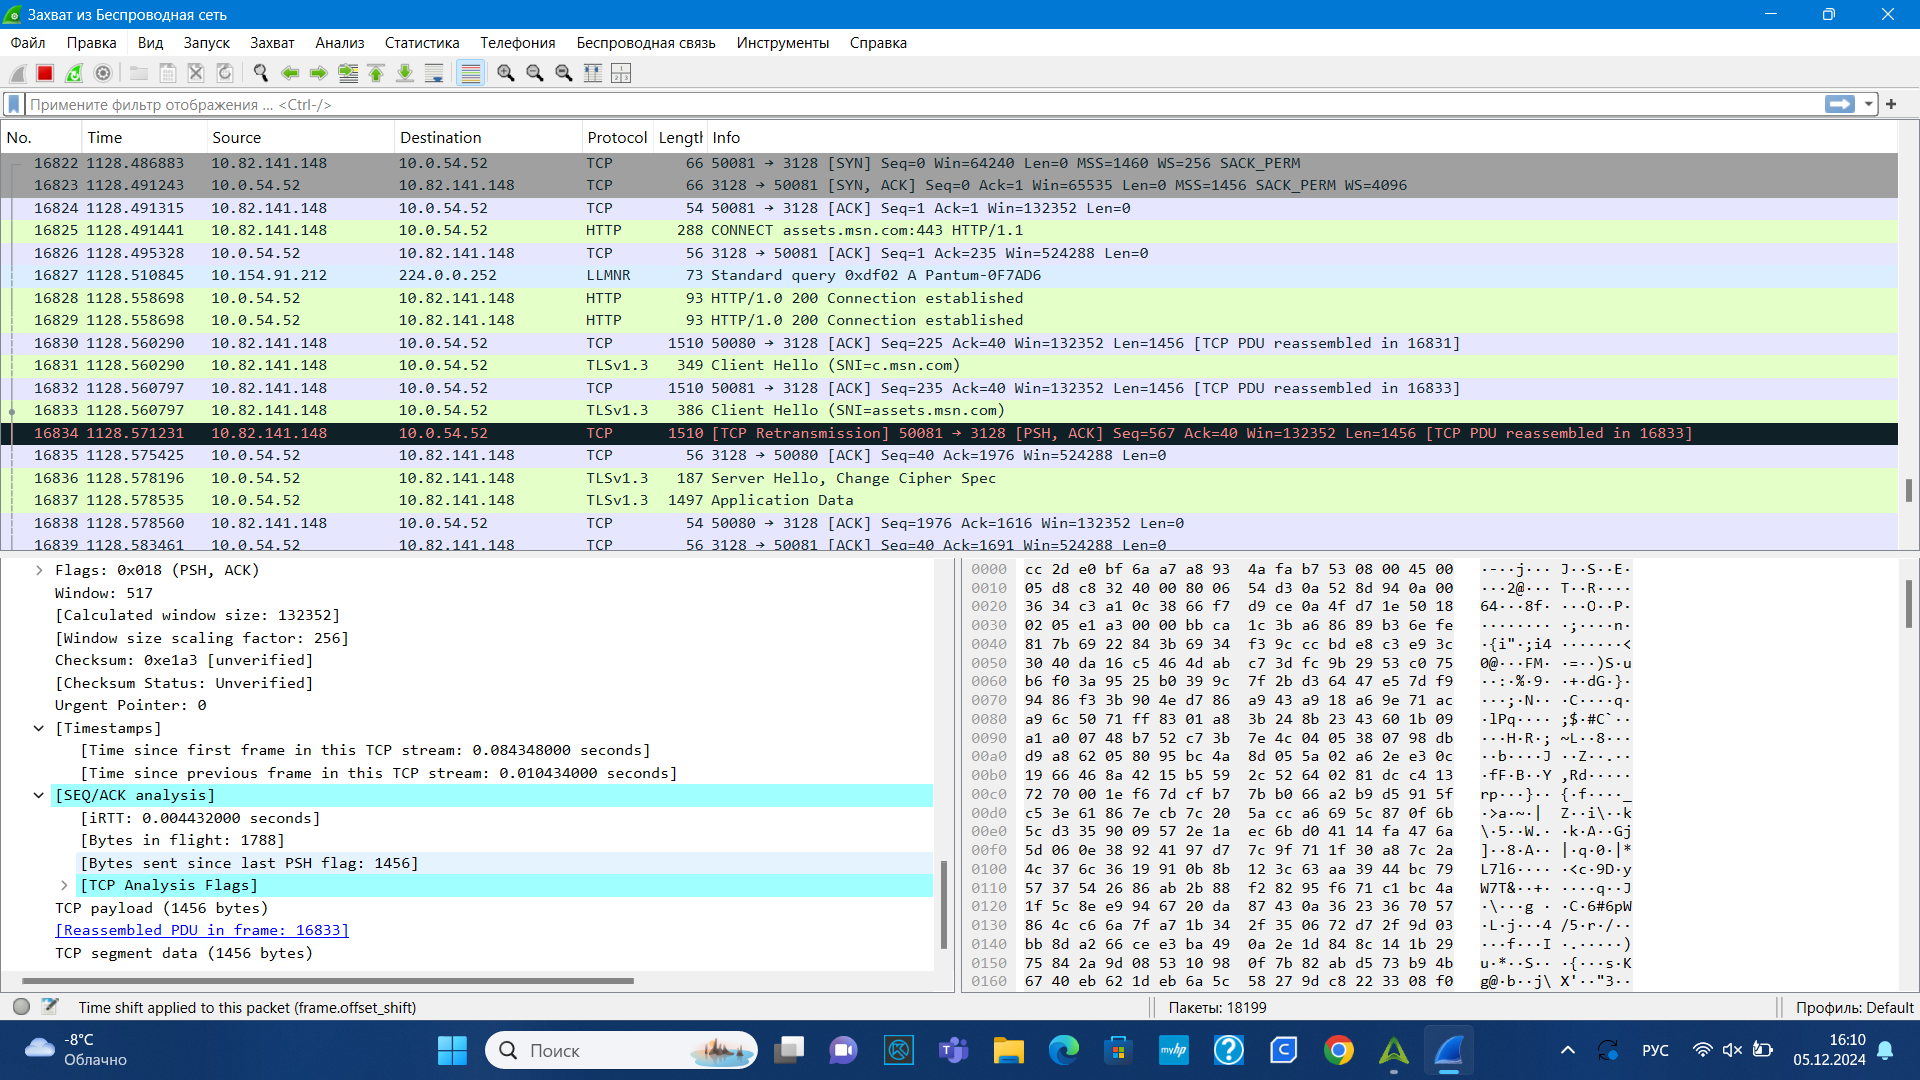 Захват из Беспроводная сеть
Файл Правка Вид Запуск Захват Анализ Статистика Телефония Беспроводная связь Инструменты Справка
Примените фильтр отображения ... <Ctrl-/>
No. Time Source Destination Protocol Length Info
16822 1128.486883 10.82.141.148 10.0.54.52 TCP 66 50081 → 3128 [SYN] Seq=0 Win=64240 Len=0 MSS=1460 WS=256 SACK_PERM
16823 1128.491243 10.0.54.52 10.82.141.148 TCP 66 3128 → 50081 [SYN, ACK] Seq=0 Ack=1 Win=65535 Len=0 MSS=1456 SACK_PERM WS=4096
16824 1128.491315 10.82.141.148 10.0.54.52 TCP 54 50081 → 3128 [ACK] Seq=1 Ack=1 Win=132352 Len=0
16825 1128.491441 10.82.141.148 10.0.54.52 HTTP 288 CONNECT assets.msn.com:443 HTTP/1.1
16826 1128.495328 10.0.54.52 10.82.141.148 TCP 56 3128 → 50081 [ACK] Seq=1 Ack=235 Win=524288 Len=0
16827 1128.510845 10.154.91.212 224.0.0.252 LLMNR 73 Standard query 0xdf02 A Pantum-0F7AD6
16828 1128.558698 10.0.54.52 10.82.141.148 HTTP 93 HTTP/1.0 200 Connection established
16829 1128.558698 10.0.54.52 10.82.141.148 HTTP 93 HTTP/1.0 200 Connection established
16830 1128.560290 10.82.141.148 10.0.54.52 TCP 1510 50080 → 3128 [ACK] Seq=225 Ack=40 Win=132352 Len=1456 [TCP PDU reassembled in 16831]
16831 1128.560290 10.82.141.148 10.0.54.52 TLSv1.3 349 Client Hello (SNI=c.msn.com)
16832 1128.560797 10.82.141.148 10.0.54.52 TCP 1510 50081 → 3128 [ACK] Seq=235 Ack=40 Win=132352 Len=1456 [TCP PDU reassembled in 16833]
16833 1128.560797 10.82.141.148 10.0.54.52 TLSv1.3 386 Client Hello (SNI=assets.msn.com)
16834 1128.571231 10.82.141.148 10.0.54.52 TCP 1510 [TCP Retransmission] 50081 → 3128 [PSH, ACK] Seq=567 Ack=40 Win=132352 Len=1456 [TCP PDU reassembled in 16833]
16835 1128.575425 10.0.54.52 10.82.141.148 TCP 56 3128 → 50080 [ACK] Seq=40 Ack=1976 Win=524288 Len=0
16836 1128.578196 10.0.54.52 10.82.141.148 TLSv1.3 187 Server Hello, Change Cipher Spec
16837 1128.578535 10.0.54.52 10.82.141.148 TLSv1.3 1497 Application Data
16838 1128.578560 10.82.141.148 10.0.54.52 TCP 54 50080 → 3128 [ACK] Seq=1976 Ack=1616 Win=132352 Len=0
16839 1128.583461 10.0.54.52 10.82.141.148 TCP 56 3128 → 50081 [ACK] Seq=40 Ack=1691 Win=524288 Len=0
Flags: 0x018 (PSH, ACK)
Window: 517
[Calculated window size: 132352]
[Window size scaling factor: 256]
Checksum: 0xe1a3 [unverified]
[Checksum Status: Unverified]
Urgent Pointer: 0
[Timestamps]
[Time since first frame in this TCP stream: 0.084348000 seconds]
[Time since previous frame in this TCP stream: 0.010434000 seconds]
[SEQ/ACK analysis]
[iRTT: 0.004432000 seconds]
[Bytes in flight: 1788]
[Bytes sent since last PSH flag: 1456]
[TCP Analysis Flags]
TCP payload (1456 bytes)
[Reassembled PDU in frame: 16833]
TCP segment data (1456 bytes)
0000 cc 2d e0 bf 6a a7 a8 93 4a fa b7 53 08 00 45 00 ·-··j··· J··S··E·
0010 05 d8 c8 32 40 00 80 06 54 d3 0a 52 8d 94 0a 00 ···2@··· T··R····
0020 36 34 c3 a1 0c 38 66 f7 d9 ce 0a 4f d7 1e 50 18 64···8f· ···O··P·
0030 02 05 e1 a3 00 00 bb ca 1c 3b a6 86 89 b3 6e fe ········ ·;····n·
0040 81 7b 69 22 84 3b 69 34 f3 9c cc bd e8 c3 e9 3c ·{i"·;i4 ·······<
0050 30 40 da 16 c5 46 4d ab c7 3d fc 9b 29 53 c0 75 0@···FM· ·=··)S·u
0060 b6 f0 3a 95 25 b0 39 9c 7f 2b d3 64 47 e5 7d f9 ··:·%·9· ·+·dG·}·
0070 94 86 f3 3b 90 4e d7 86 a9 43 a9 18 a6 9e 71 ac ···;·N·· ·C····q·
0080 a9 6c 50 71 ff 83 01 a8 3b 24 8b 23 43 60 1b 09 ·lPq···· ;$·#C`··
0090 a1 a0 07 48 b7 52 c7 3b 7e 4c 04 05 38 07 98 db ···H·R·; ~L··8···
00a0 d9 a8 62 05 80 95 bc 4a 8d 05 5a 02 a6 2e e3 0c ··b····J ··Z··.··
00b0 19 66 46 8a 42 15 b5 59 2c 52 64 02 81 dc c4 13 ·fF·B··Y ,Rd·····
00c0 72 70 00 1e f6 7d cf b7 7b b0 66 a2 b9 d5 91 5f rp···}·· {·f····_
00d0 c5 3e 61 86 7e cb 7c 20 5a cc a6 69 5c 87 0f 6b ·>a·~·| Z··i\··k
00e0 5c d3 35 90 09 57 2e 1a ec 6b d0 41 14 fa 47 6a \·5··W.· ·k·A··Gj
00f0 5d 06 0e 38 92 41 97 d7 7c 9f 71 1f 30 a8 7c 2a ]··8·A·· |·q·0·|*
0100 4c 37 6c 36 19 91 0b 8b 12 3c 63 aa 39 44 bc 79 L7l6···· ·<c·9D·y
0110 57 37 54 26 86 ab 2b 88 f2 82 95 f6 71 c1 bc 4a W7T&··+· ····q··J
0120 1f 5c 8e e9 94 67 20 da 87 43 0a 36 23 36 70 57 ·\···g · ·C·6#6pW
0130 86 4c c6 6a 7f a7 1b 34 2f 35 06 72 d7 2f 9d 03 ·L·j···4 /5·r·/··
0140 bb 8d a2 66 ce e3 ba 49 0a 2e 1d 84 8c 14 1b 29 ···f···I ·.·····)
0150 75 84 2a 9d 08 53 10 98 0f 7b 82 ab d5 73 b9 4b u·*··S·· ·{···s·K
0160 67 40 eb 62 1d eb 6a 5c 58 27 9d c8 22 33 08 f0 g@·b··j\ X'··"3··
Time shift applied to this packet (frame.offset_shift)
Пакеты: 18199
Профиль: Default
-8°C
Облачно
Поиск
myhp
РУС
16:10
05.12.2024